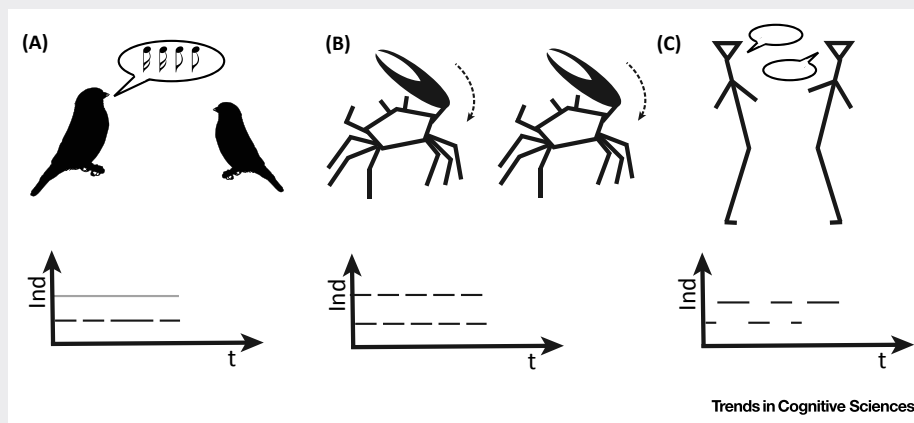 (A)
(B)
(C)
Ind
t
Ind
t
Ind
t
Trends in Cognitive Sciences